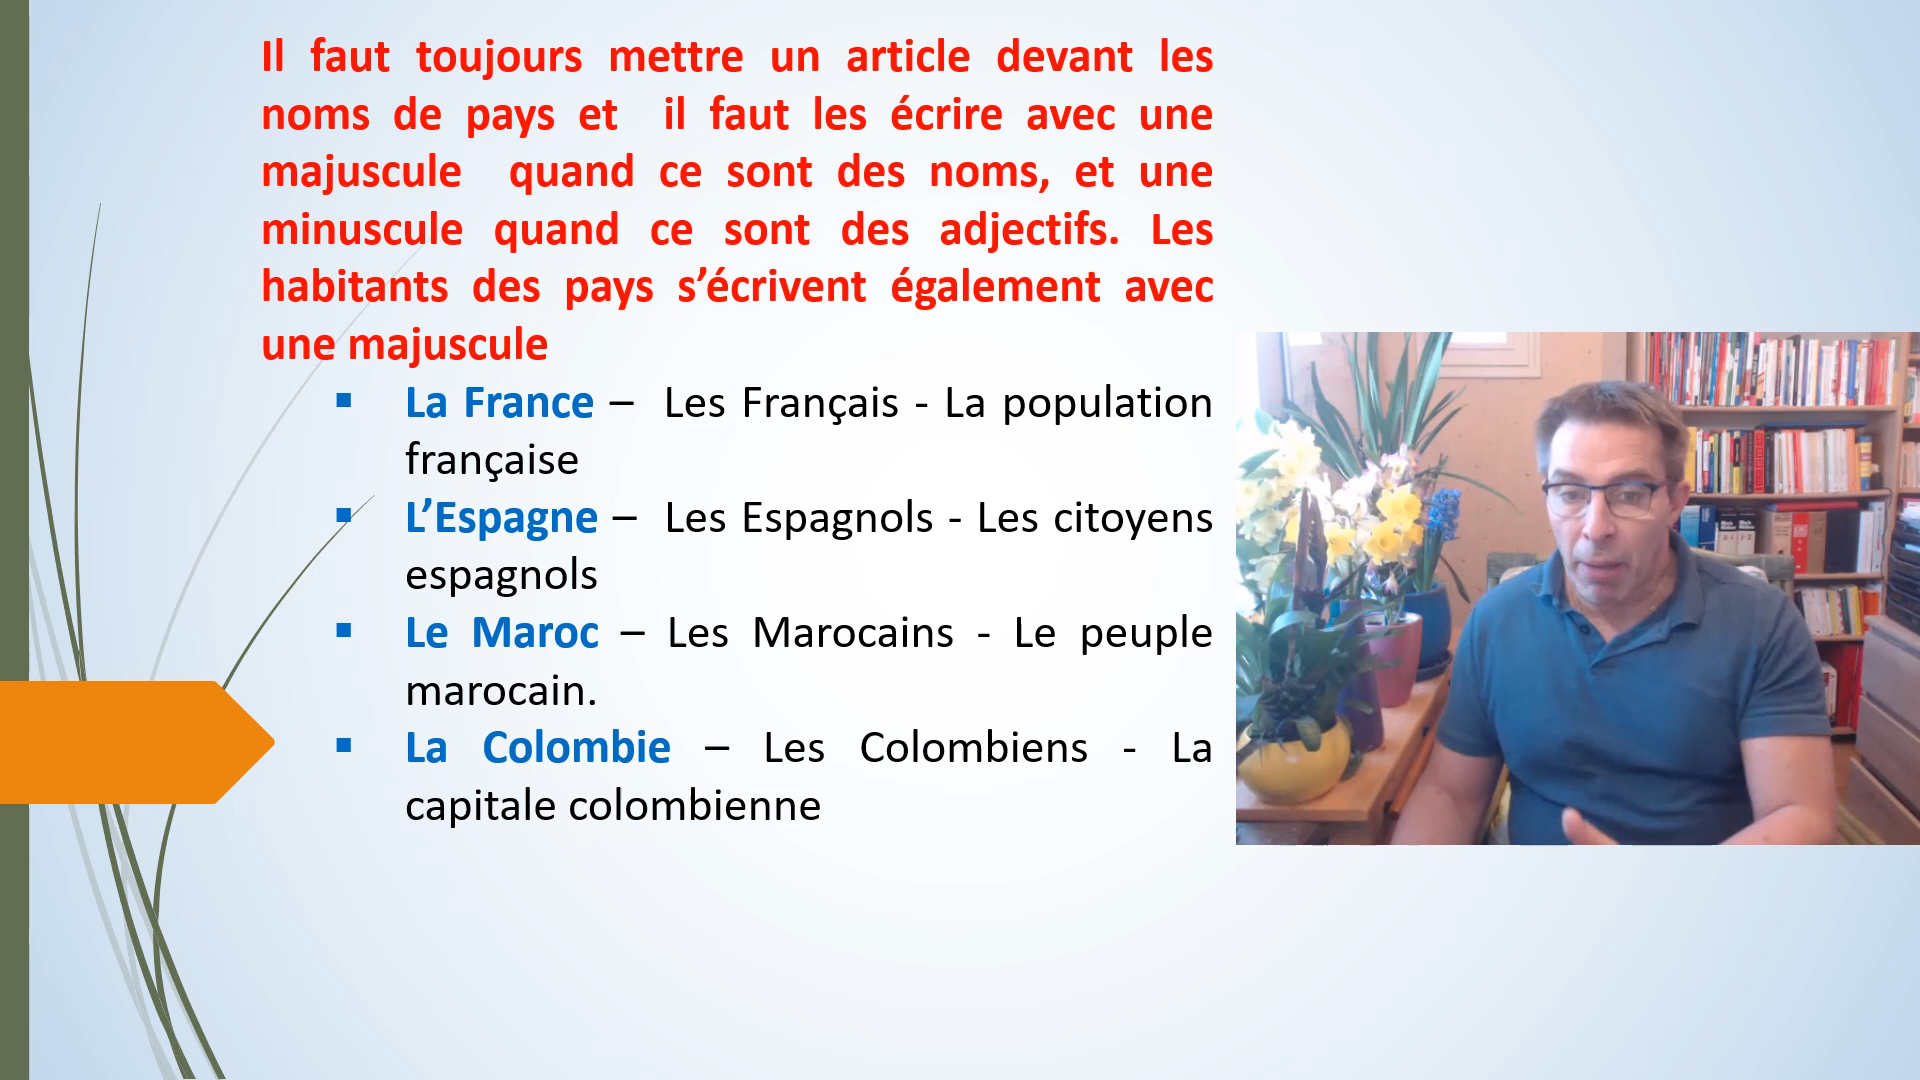 Il faut toujours mettre un article devant les
noms de pays et il faut les écrire avec une
majuscule quand ce sont des noms, et une
minuscule quand ce sont des adjectifs. Les
habitants des pays s’écrivent également avec
une majuscule
▪ La France – Les Français - La population
française
▪ L’Espagne – Les Espagnols - Les citoyens
espagnols
▪ Le Maroc – Les Marocains - Le peuple
marocain.
▪ La Colombie – Les Colombiens - La
capitale colombienne